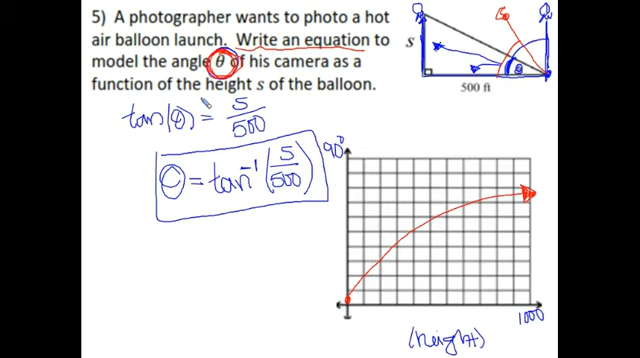 5) A photographer wants to photo a hot
air balloon launch. Write an equation to
model the angle θ of his camera as a
function of the height s of the balloon.
s
θ
500 ft
tan(θ) = s/500
θ = tan⁻¹(s/500)
90°
1000
(height)